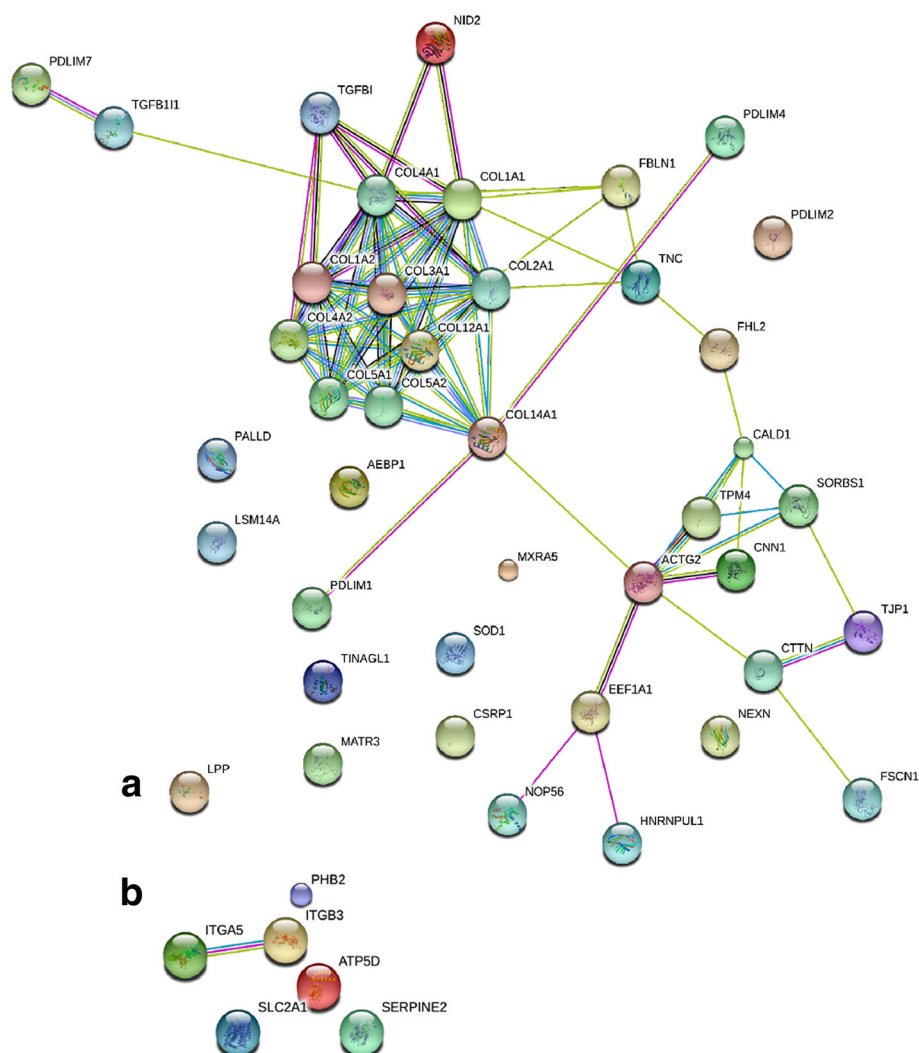 NID2
PDLIM7
TGFB1I1
TGFBI
PDLIM4
COL4A1
COL1A1
FBLN1
PDLIM2
COL1A2
COL3A1
COL2A1
TNC
COL4A2
COL12A1
FHL2
COL5A1
COL5A2
COL14A1
PALLD
AEBP1
CALD1
TPM4
SORBS1
LSM14A
MXRA5
ACTG2
CNN1
PDLIM1
TJP1
SOD1
CTTN
TINAGL1
EEF1A1
CSRP1
NEXN
MATR3
a
LPP
NOP56
FSCN1
HNRNPUL1
b
PHB2
ITGA5
ITGB3
ATP5D
SLC2A1
SERPINE2